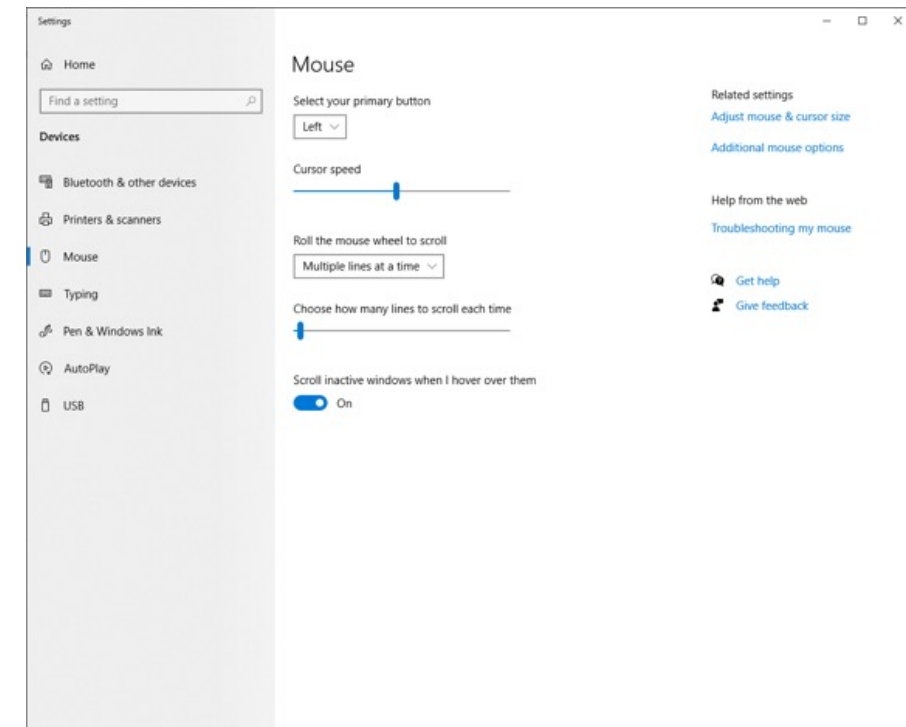 Settings
Home
Find a setting
Devices
Bluetooth & other devices
Printers & scanners
Mouse
Typing
Pen & Windows Ink
AutoPlay
USB
Mouse
Select your primary button
Left
Cursor speed
Roll the mouse wheel to scroll
Multiple lines at a time
Choose how many lines to scroll each time
Scroll inactive windows when I hover over them
On
Related settings
Adjust mouse & cursor size
Additional mouse options
Help from the web
Troubleshooting my mouse
Get help
Give feedback